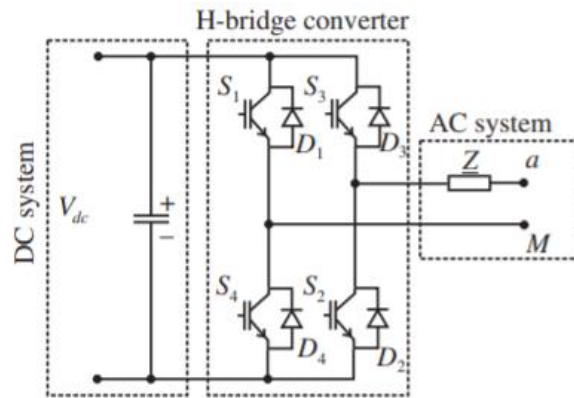 H-bridge converter
DC system
V_dc
+
−
S_1
D_1
S_3
D_3
S_4
D_4
S_2
D_2
AC system
Z
a
M